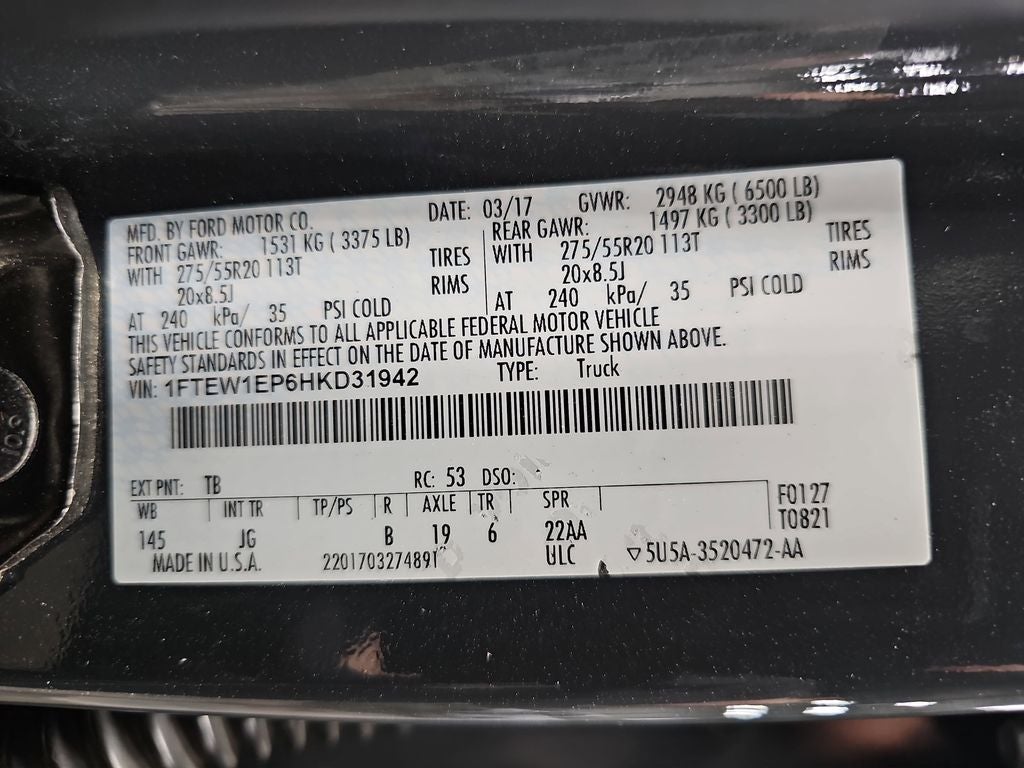 MFD. BY FORD MOTOR CO. DATE: 03/17 GVWR: 2948 KG ( 6500 LB)
FRONT GAWR: 1531 KG ( 3375 LB) REAR GAWR: 1497 KG ( 3300 LB)
WITH 275/55R20 113T TIRES WITH 275/55R20 113T TIRES
20x8.5J RIMS 20x8.5J RIMS
AT 240 kPa/ 35 PSI COLD AT 240 kPa/ 35 PSI COLD
THIS VEHICLE CONFORMS TO ALL APPLICABLE FEDERAL MOTOR VEHICLE
SAFETY STANDARDS IN EFFECT ON THE DATE OF MANUFACTURE SHOWN ABOVE.
VIN: 1FTEW1EP6HKD31942 TYPE: Truck
EXT PNT: TB RC: 53 DSO:
WB INT TR TP/PS R AXLE TR SPR F0127
145 JG B 19 6 22AA T0821
MADE IN U.S.A. ULC ▽5U5A-3520472-AA
10.9